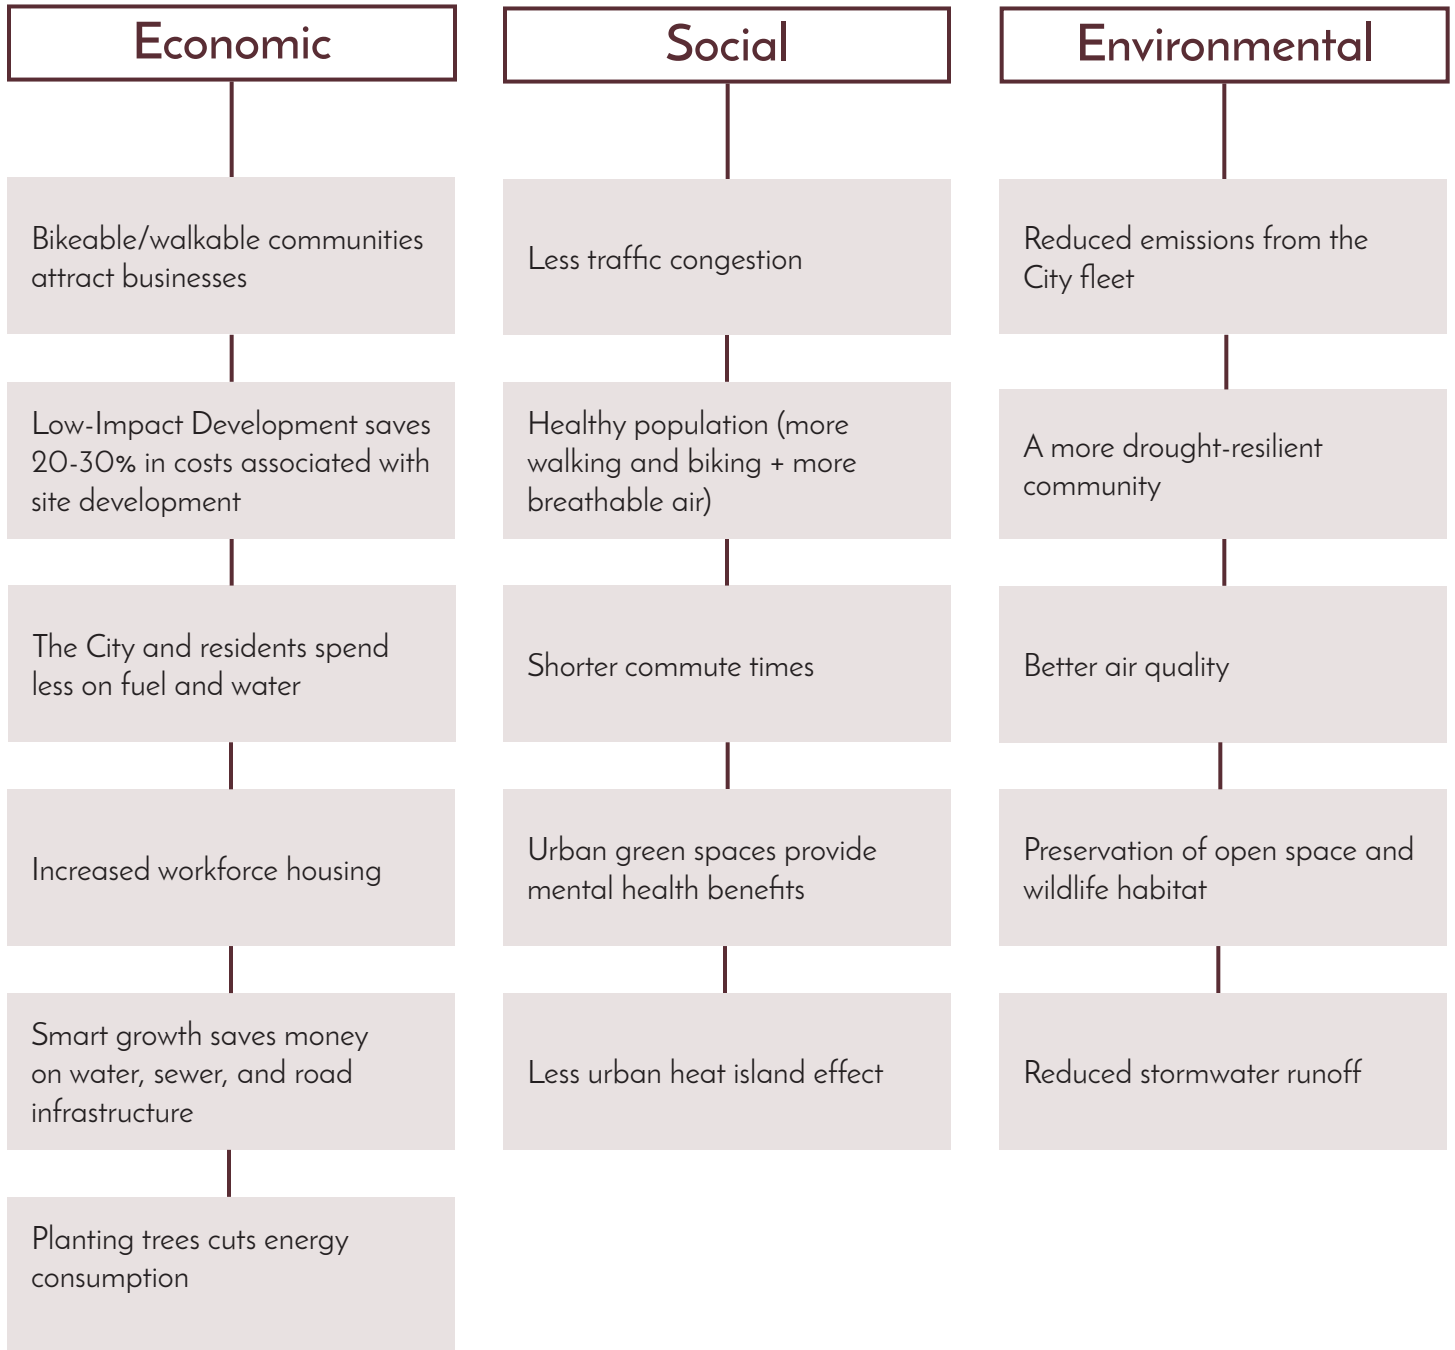 Economic
Bikeable/walkable communities
attract businesses
Low-Impact Development saves
20-30% in costs associated with
site development
The City and residents spend
less on fuel and water
Increased workforce housing
Smart growth saves money
on water, sewer, and road
infrastructure
Planting trees cuts energy
consumption
Social
Less traffic congestion
Healthy population (more
walking and biking + more
breathable air)
Shorter commute times
Urban green spaces provide
mental health benefits
Less urban heat island effect
Environmental
Reduced emissions from the
City fleet
A more drought-resilient
community
Better air quality
Preservation of open space and
wildlife habitat
Reduced stormwater runoff